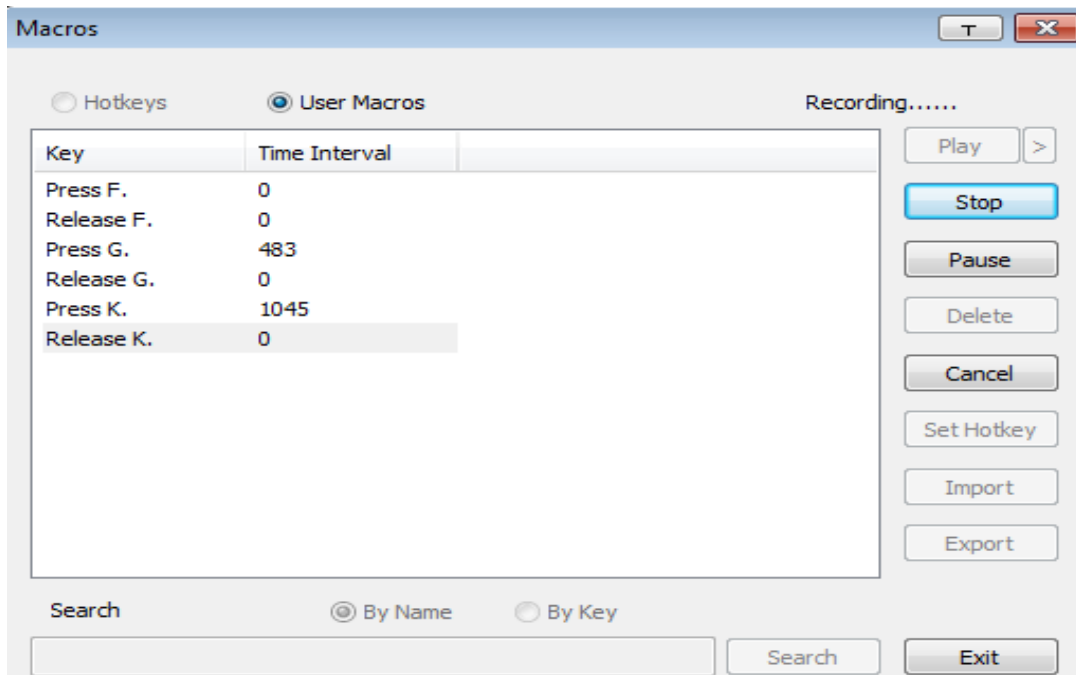 Macros
Hotkeys User Macros Recording......
Key Time Interval
Play >
Press F. 0
Release F. 0
Stop
Press G. 483
Pause
Release G. 0
Press K. 1045
Delete
Release K. 0
Cancel
Set Hotkey
Import
Export
Search By Name By Key
Search Exit